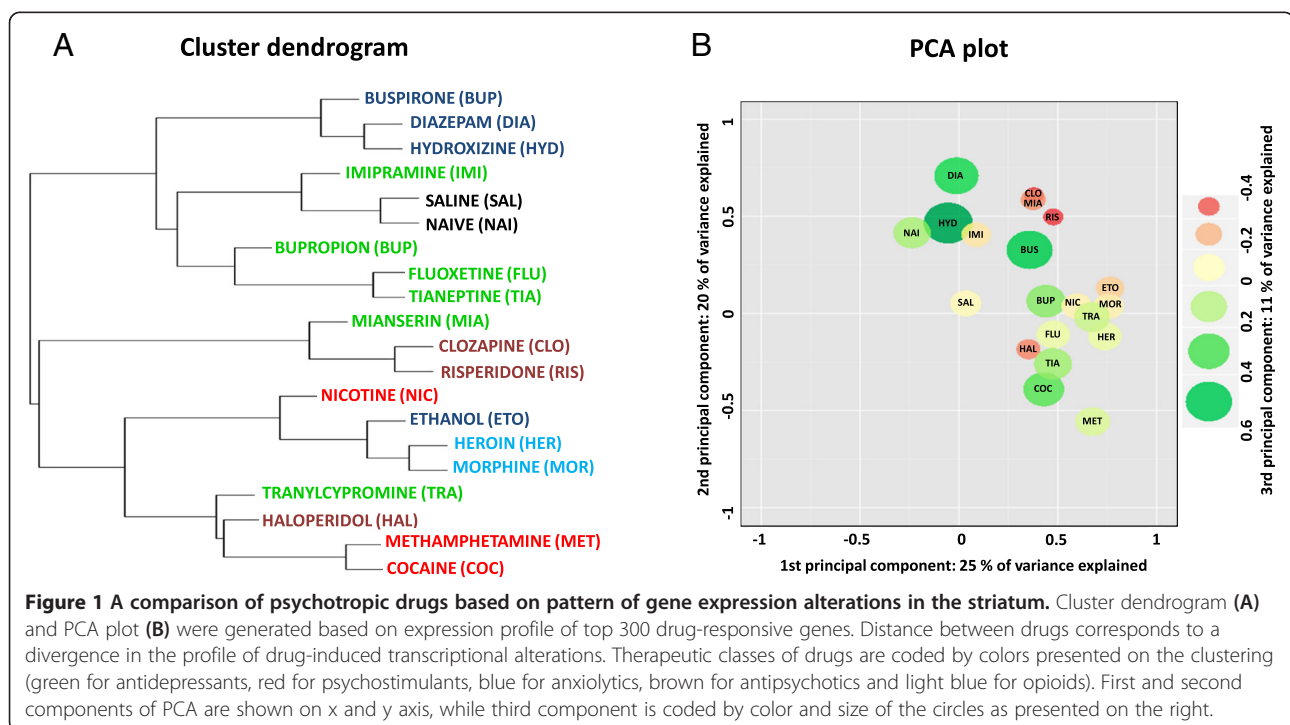 A
Cluster dendrogram
BUSPIRONE (BUP)
DIAZEPAM (DIA)
HYDROXIZINE (HYD)
IMIPRAMINE (IMI)
SALINE (SAL)
NAIVE (NAI)
BUPROPION (BUP)
FLUOXETINE (FLU)
TIANEPTINE (TIA)
MIANSERIN (MIA)
CLOZAPINE (CLO)
RISPERIDONE (RIS)
NICOTINE (NIC)
ETHANOL (ETO)
HEROIN (HER)
MORPHINE (MOR)
TRANYLCYPROMINE (TRA)
HALOPERIDOL (HAL)
METHAMPHETAMINE (MET)
COCAINE (COC)
B
PCA plot
2nd principal component: 20 % of variance explained
1
0.5
0
-0.5
-1
DIA
CLO
MIA
RIS
HYD
NAI
IMI
BUS
ETO
SAL
BUP
NIC
MOR
TRA
FLU
HER
HAL
TIA
COC
MET
-1
-0.5
0
0.5
1
1st principal component: 25 % of variance explained
-0.4
-0.2
0
0.2
0.4
0.6
3rd principal component: 11 % of variance explained
Figure 1 A comparison of psychotropic drugs based on pattern of gene expression alterations in the striatum. Cluster dendrogram (A)
and PCA plot (B) were generated based on expression profile of top 300 drug-responsive genes. Distance between drugs corresponds to a
divergence in the profile of drug-induced transcriptional alterations. Therapeutic classes of drugs are coded by colors presented on the clustering
(green for antidepressants, red for psychostimulants, blue for anxiolytics, brown for antipsychotics and light blue for opioids). First and second
components of PCA are shown on x and y axis, while third component is coded by color and size of the circles as presented on the right.